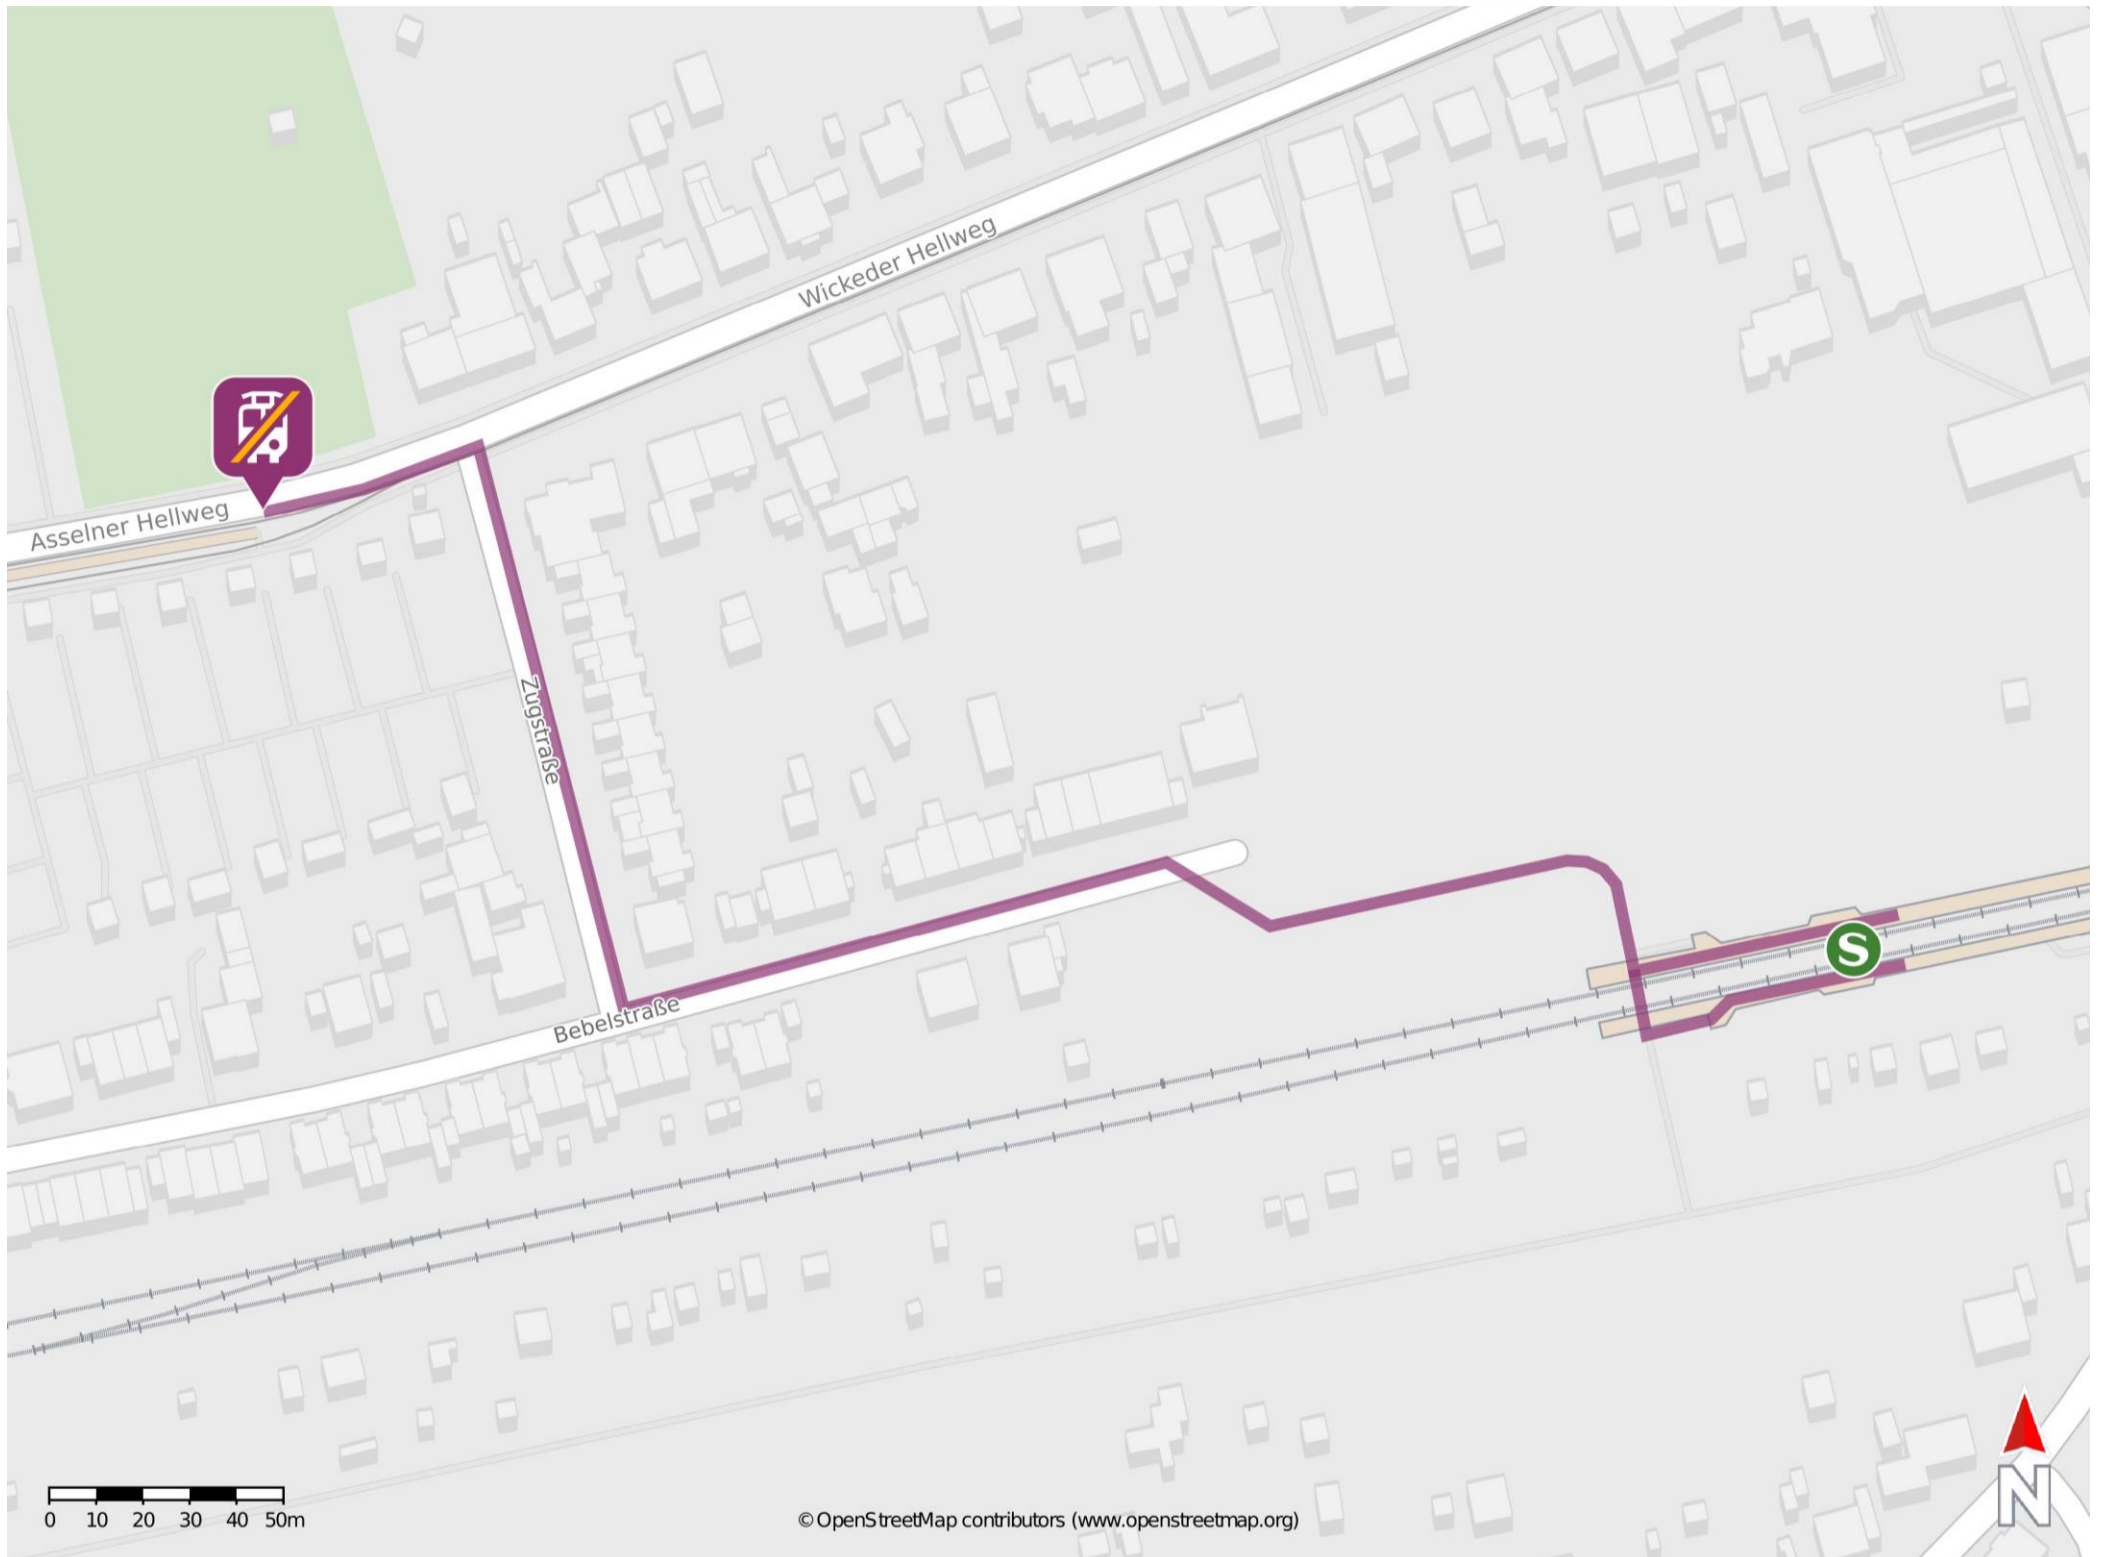 Wickeder Hellweg
Asselner Hellweg
Zugstraße
S
Bebelstraße
N
0 10 20 30 40 50m
© OpenStreetMap contributors (www.openstreetmap.org)